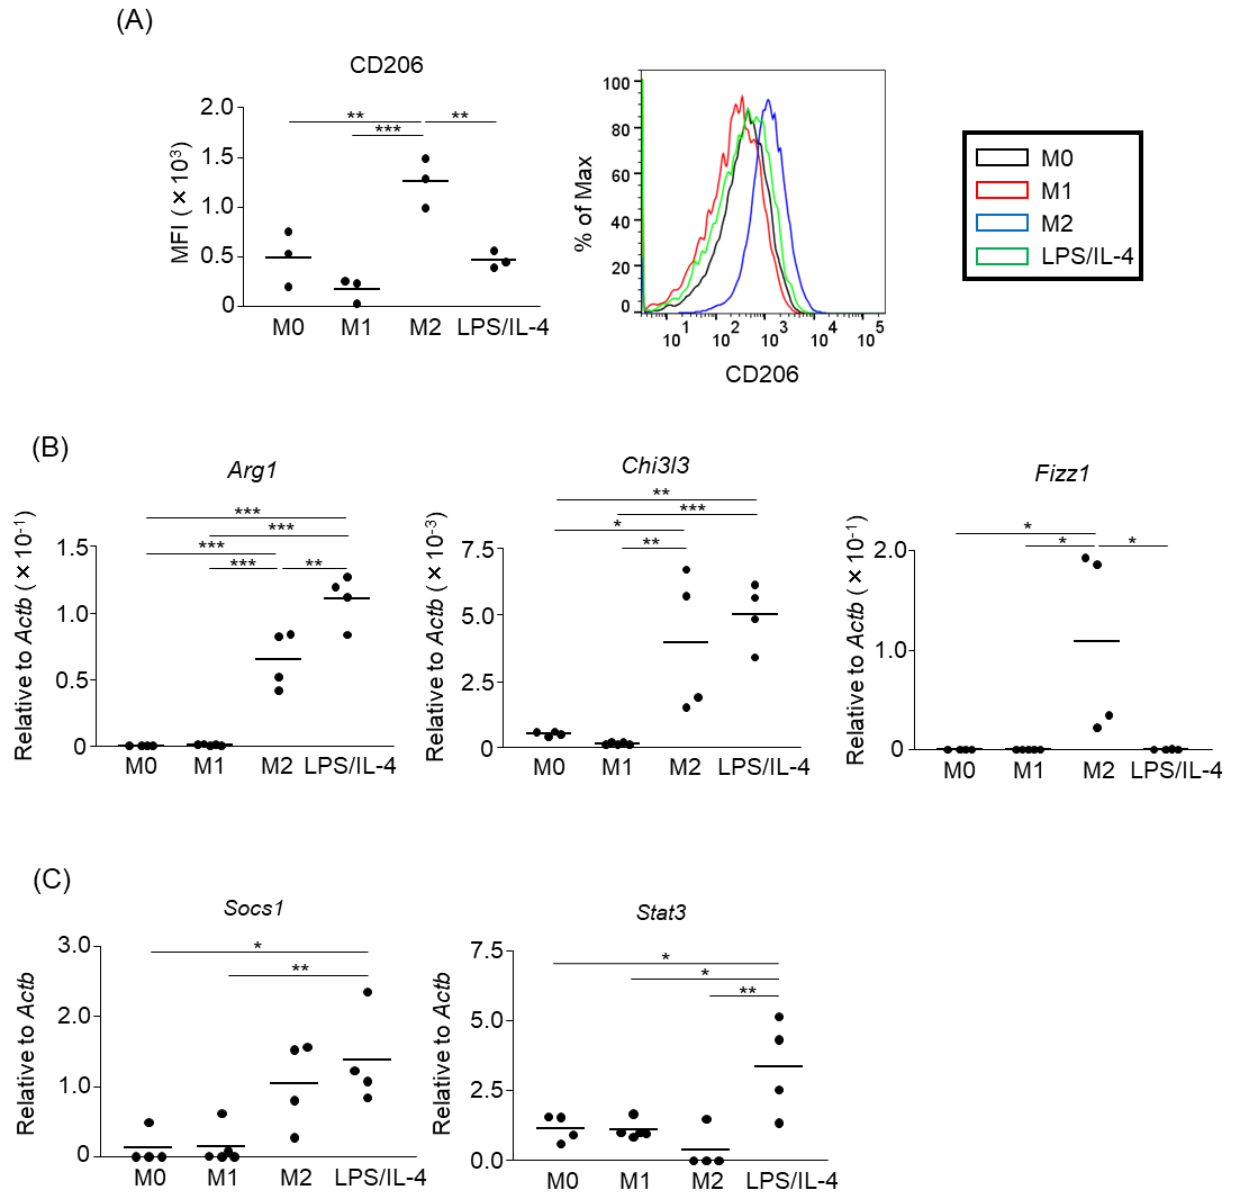 (A)
CD206
MFI (×10³)
2.0
1.5
1.0
0.5
0
** **
***
M0 M1 M2 LPS/IL-4
% of Max
100
80
60
40
20
0
10¹ 10² 10³ 10⁴ 10⁵
CD206
M0
M1
M2
LPS/IL-4
(B)
Arg1
Relative to Actb (×10⁻¹)
***
***
***
*** **
1.5
1.0
0.5
0
M0 M1 M2 LPS/IL-4
Chi3l3
Relative to Actb (×10⁻³)
**
***
*
**
7.5
5.0
2.5
0
M0 M1 M2 LPS/IL-4
Fizz1
Relative to Actb (×10⁻¹)
*
* *
2.0
1.0
0
M0 M1 M2 LPS/IL-4
(C)
Socs1
Relative to Actb
*
**
3.0
2.0
1.0
0
M0 M1 M2 LPS/IL-4
Stat3
Relative to Actb
*
*
**
7.5
5.0
2.5
0.0
M0 M1 M2 LPS/IL-4